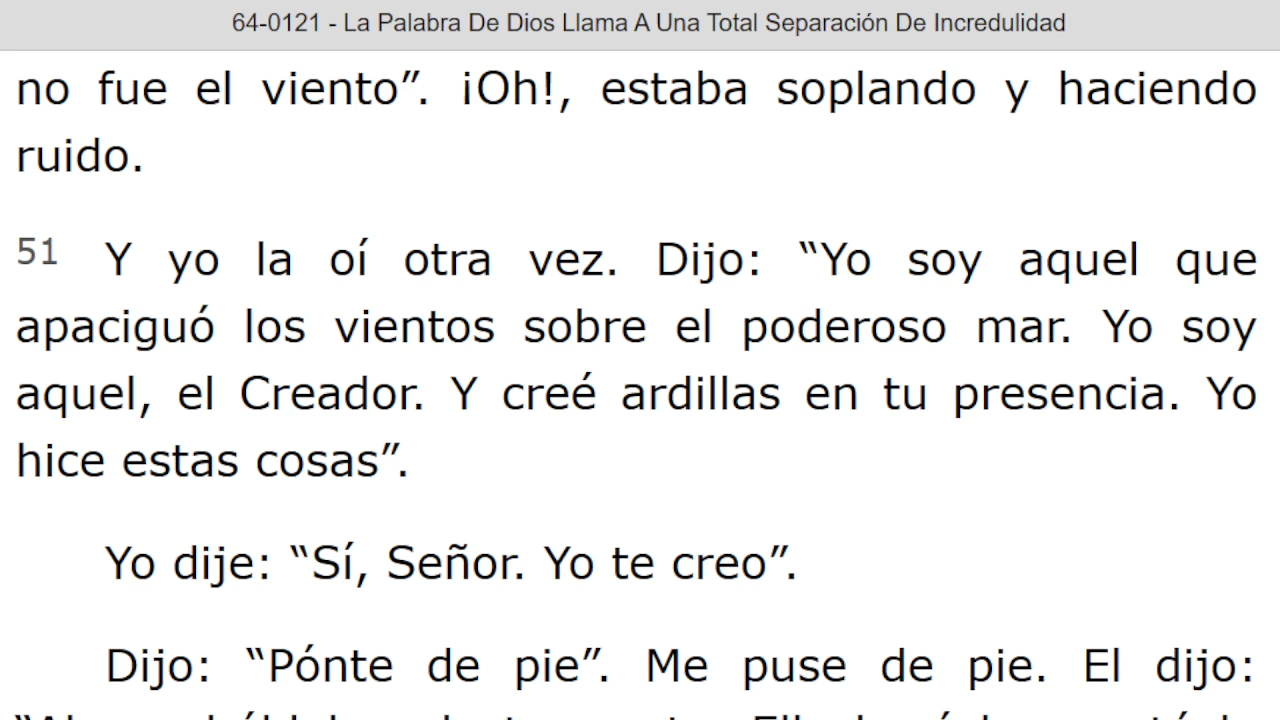 64-0121 - La Palabra De Dios Llama A Una Total Separación De Incredulidad
no fue el viento”. ¡Oh!, estaba soplando y haciendo
ruido.
51 Y yo la oí otra vez. Dijo: “Yo soy aquel que
apaciguó los vientos sobre el poderoso mar. Yo soy
aquel, el Creador. Y creé ardillas en tu presencia. Yo
hice estas cosas”.
Yo dije: “Sí, Señor. Yo te creo”.
Dijo: “Pónte de pie”. Me puse de pie. El dijo: